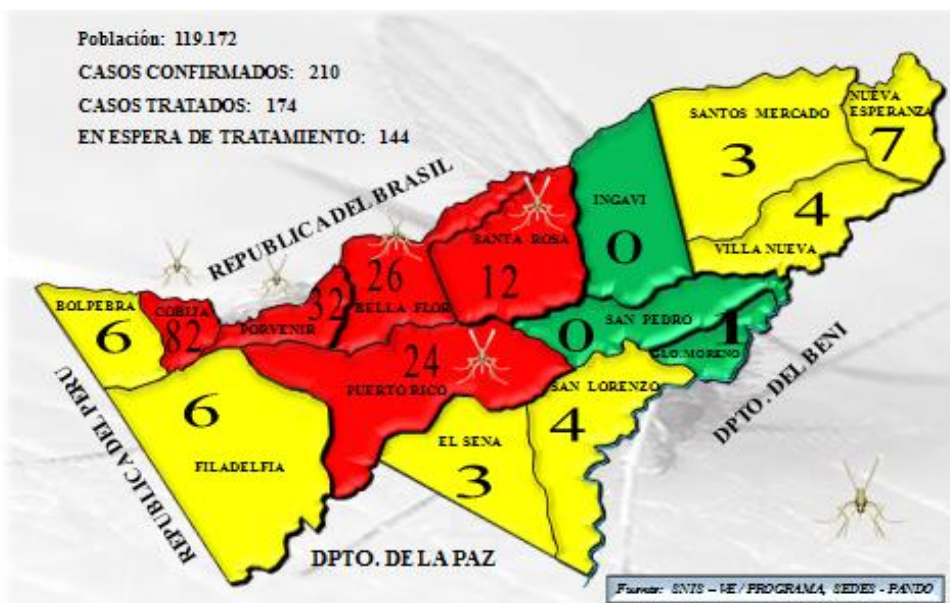 Población: 119.172
CASOS CONFIRMADOS: 210
CASOS TRATADOS: 174
EN ESPERA DE TRATAMIENTO: 144
REPUBLICA DEL BRASIL
SANTOS MERCADO
3
NUEVA ESPERANZA
7
INGAVI
0
4
VILLA NUEVA
SANTA ROSA
12
26
BELLA FLOR
32
PORVENIR
BOLPEBRA
6
COBIJA
82
SAN PEDRO
0
1
GLO. MORENO
24
PUERTO RICO
SAN LORENZO
4
6
FILADELFIA
EL SENA
3
REPUBLICA DEL PERU
DPTO. DEL BENI
DPTO. DE LA PAZ
Fuente: SNIS - VE / PROGRAMA, SEDES - PANDO